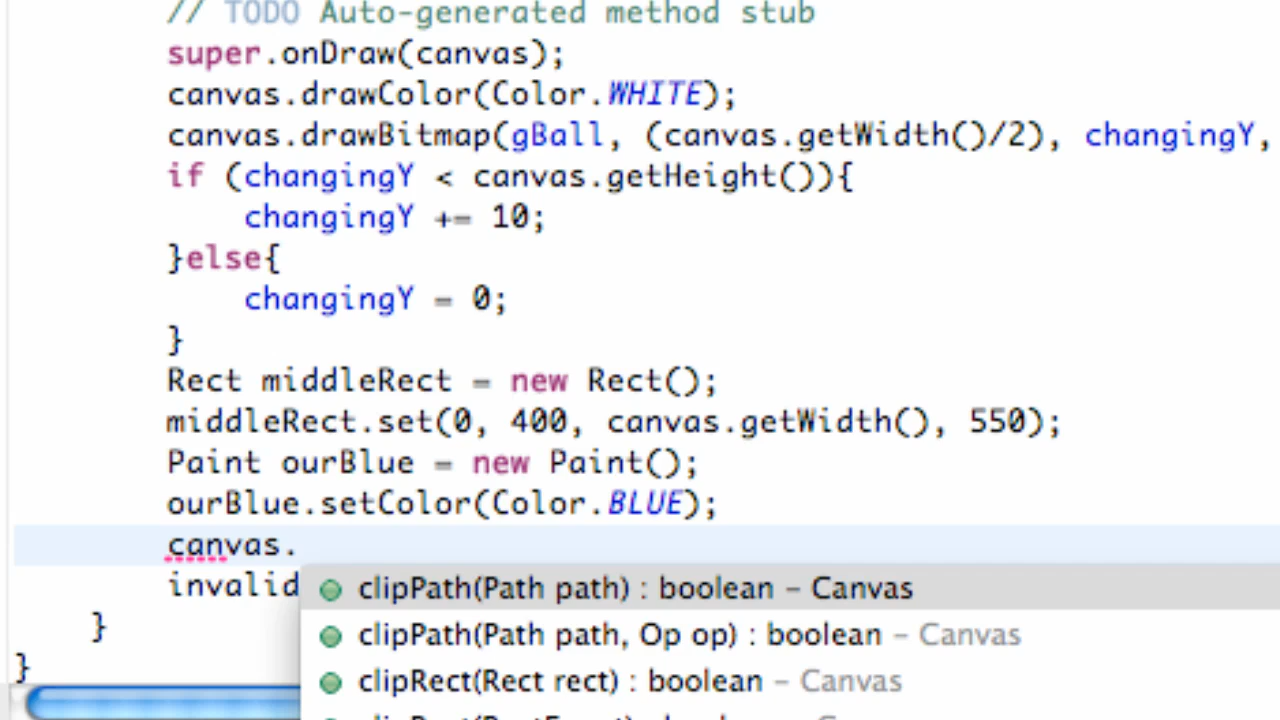 // TODO Auto-generated method stub
super.onDraw(canvas);
canvas.drawColor(Color.WHITE);
canvas.drawBitmap(gBall, (canvas.getWidth()/2), changingY,
if (changingY < canvas.getHeight()){
changingY += 10;
}else{
changingY = 0;
}
Rect middleRect = new Rect();
middleRect.set(0, 400, canvas.getWidth(), 550);
Paint ourBlue = new Paint();
ourBlue.setColor(Color.BLUE);
canvas.
invalid
clipPath(Path path) : boolean – Canvas
clipPath(Path path, Op op) : boolean – Canvas
}
clipRect(Rect rect) : boolean – Canvas
}